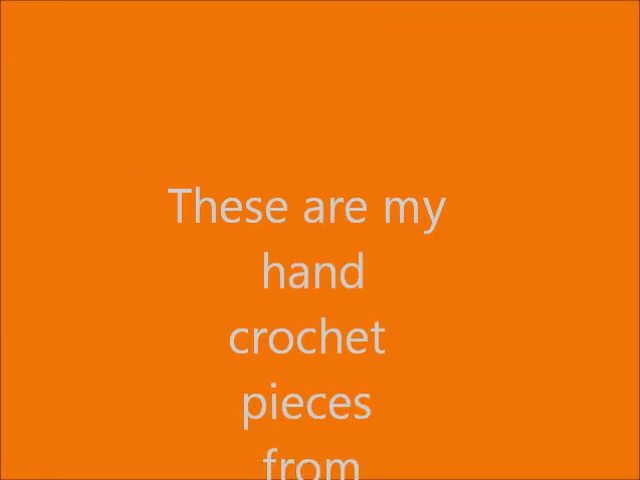 These are my
hand
crochet
pieces
from